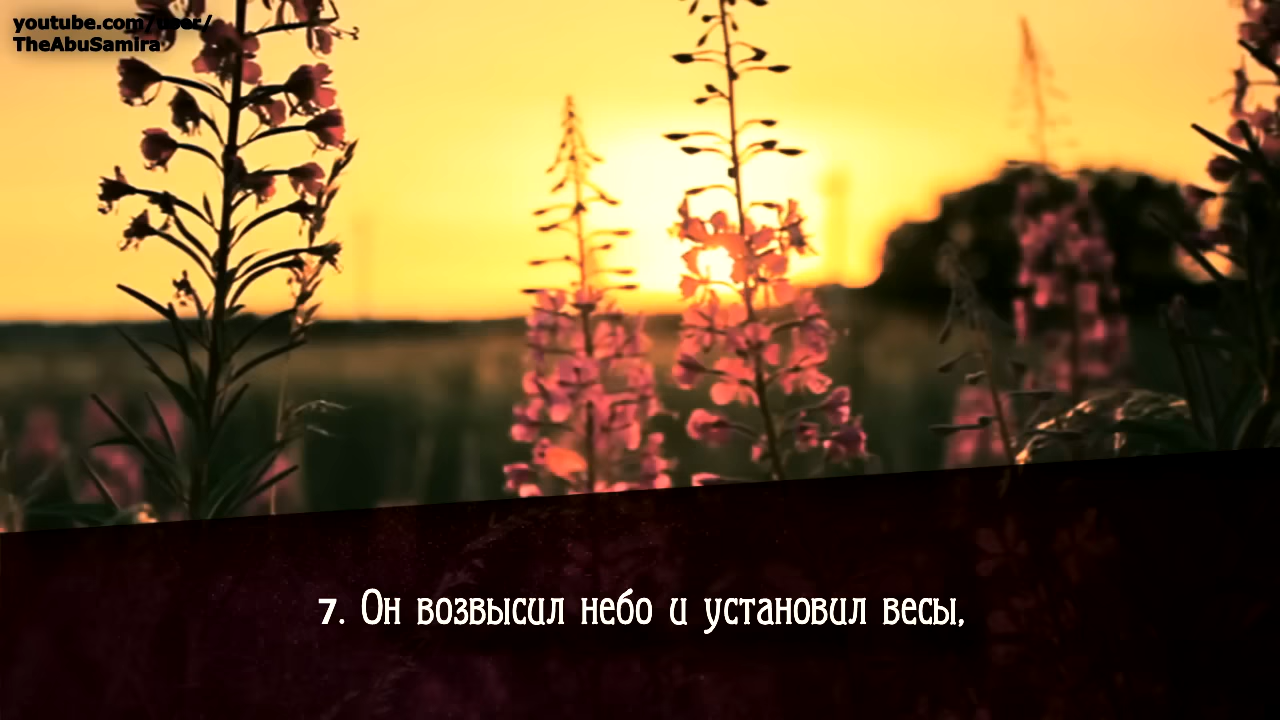 youtube.com/user/
TheAbuSamira
7. Он возвысил небо и установил весы,